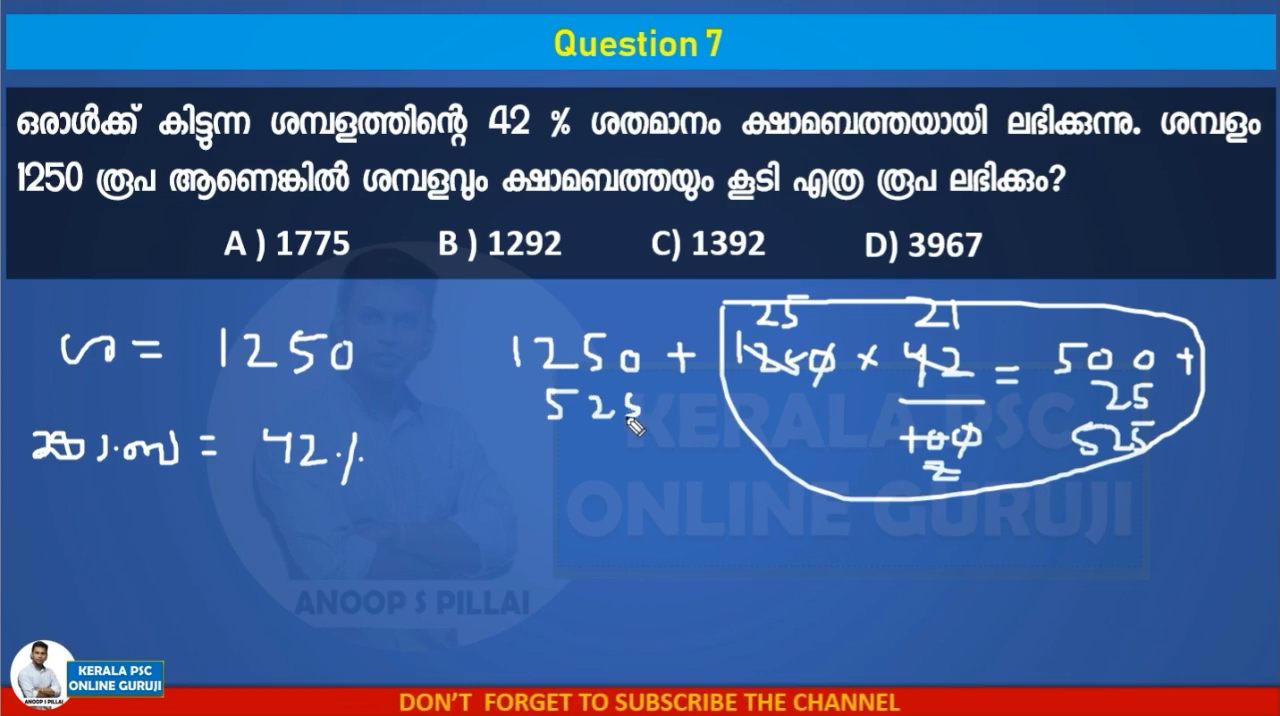 Question 7
ഒരാൾക്ക് കിട്ടുന്ന ശമ്പളത്തിന്റെ 42 % ശതമാനം ക്ഷാമബത്തയായി ലഭിക്കുന്നു. ശമ്പളം
1250 രൂപ ആണെങ്കിൽ ശമ്പളവും ക്ഷാമബത്തയും കൂടി എത്ര രൂപ ലഭിക്കും?
A ) 1775 B ) 1292 C) 1392 D) 3967
25 21
ശ = 1250 1250 + 1250 × 42 = 500 +
525 25
ക്ഷാ.ബ = 42 % 100 525
2
KERALA PSC
ONLINE GURUJI
ANOOP S PILLAI
KERALA PSC
ONLINE GURUJI
ANOOP S PILLAI
DON'T FORGET TO SUBSCRIBE THE CHANNEL